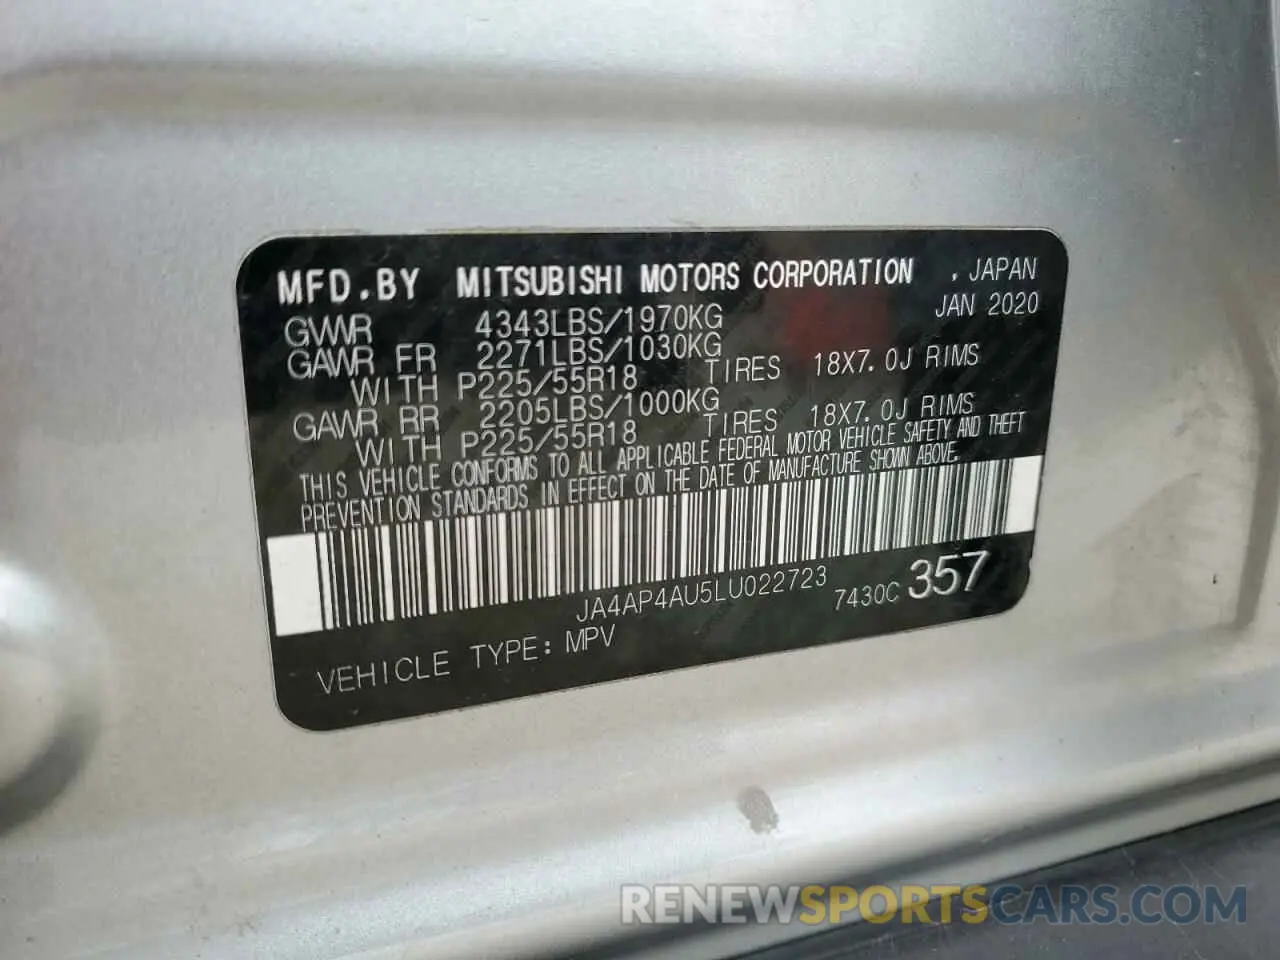 MFD.BY MITSUBISHI MOTORS CORPORATION , JAPAN
GVWR 4343LBS/1970KG JAN 2020
GAWR FR 2271LBS/1030KG
WITH P225/55R18 TIRES 18X7.0J RIMS
GAWR RR 2205LBS/1000KG
WITH P225/55R18 TIRES 18X7.0J RIMS
THIS VEHICLE CONFORMS TO ALL APPLICABLE FEDERAL MOTOR VEHICLE SAFETY AND THEFT
PREVENTION STANDARDS IN EFFECT ON THE DATE OF MANUFACTURE SHOWN ABOVE.
JA4AP4AU5LU022723 7430C 357
VEHICLE TYPE: MPV
RENEWSPORTSCARS.COM